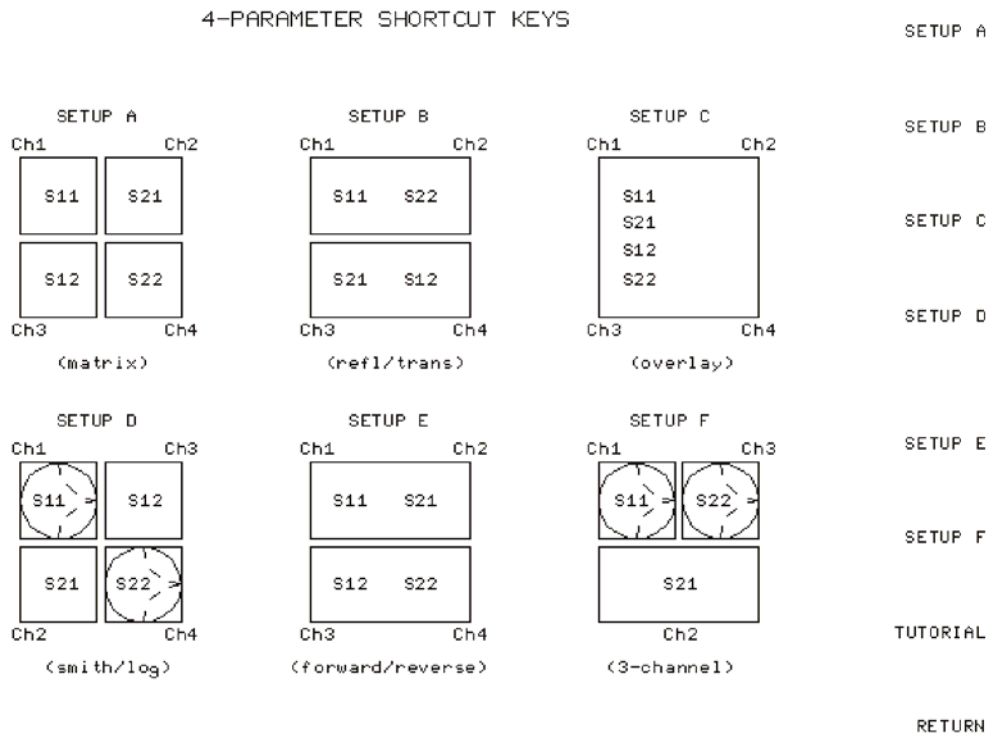 4-PARAMETER SHORTCUT KEYS
SETUP A
SETUP B
SETUP C
SETUP D
SETUP E
SETUP F
TUTORIAL
RETURN
SETUP A
Ch1 Ch2
S11 S21
S12 S22
Ch3 Ch4
(matrix)
SETUP B
Ch1 Ch2
S11 S22
S21 S12
Ch3 Ch4
(refl/trans)
SETUP C
Ch1 Ch2
S11
S21
S12
S22
Ch3 Ch4
(overlay)
SETUP D
Ch1 Ch3
S11 S12
S21 S22
Ch2 Ch4
(smith/log)
SETUP E
Ch1 Ch2
S11 S21
S12 S22
Ch3 Ch4
(forward/reverse)
SETUP F
Ch1 Ch3
S11 S22
S21
Ch2
(3-channel)